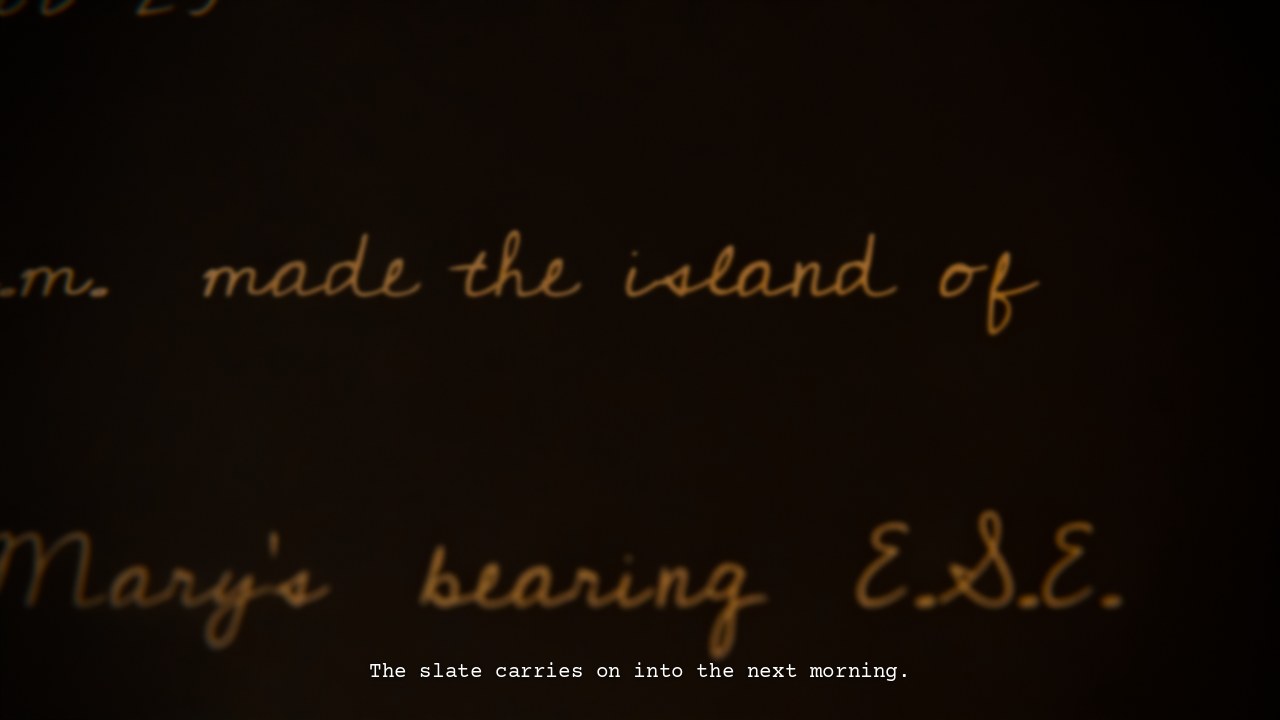 .m. made the island of
Mary's bearing E.S.E.
The slate carries on into the next morning.